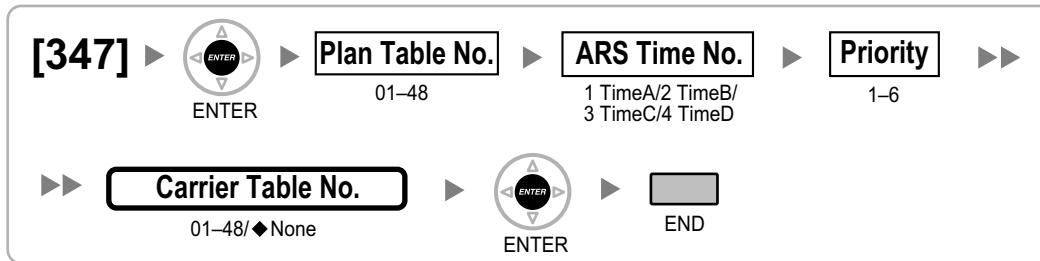 [347] ENTER Plan Table No. ARS Time No. Priority
ENTER 01–48 1 TimeA/2 TimeB/ 1–6
3 TimeC/4 TimeD
Carrier Table No. ENTER
01–48/◆None END
ENTER